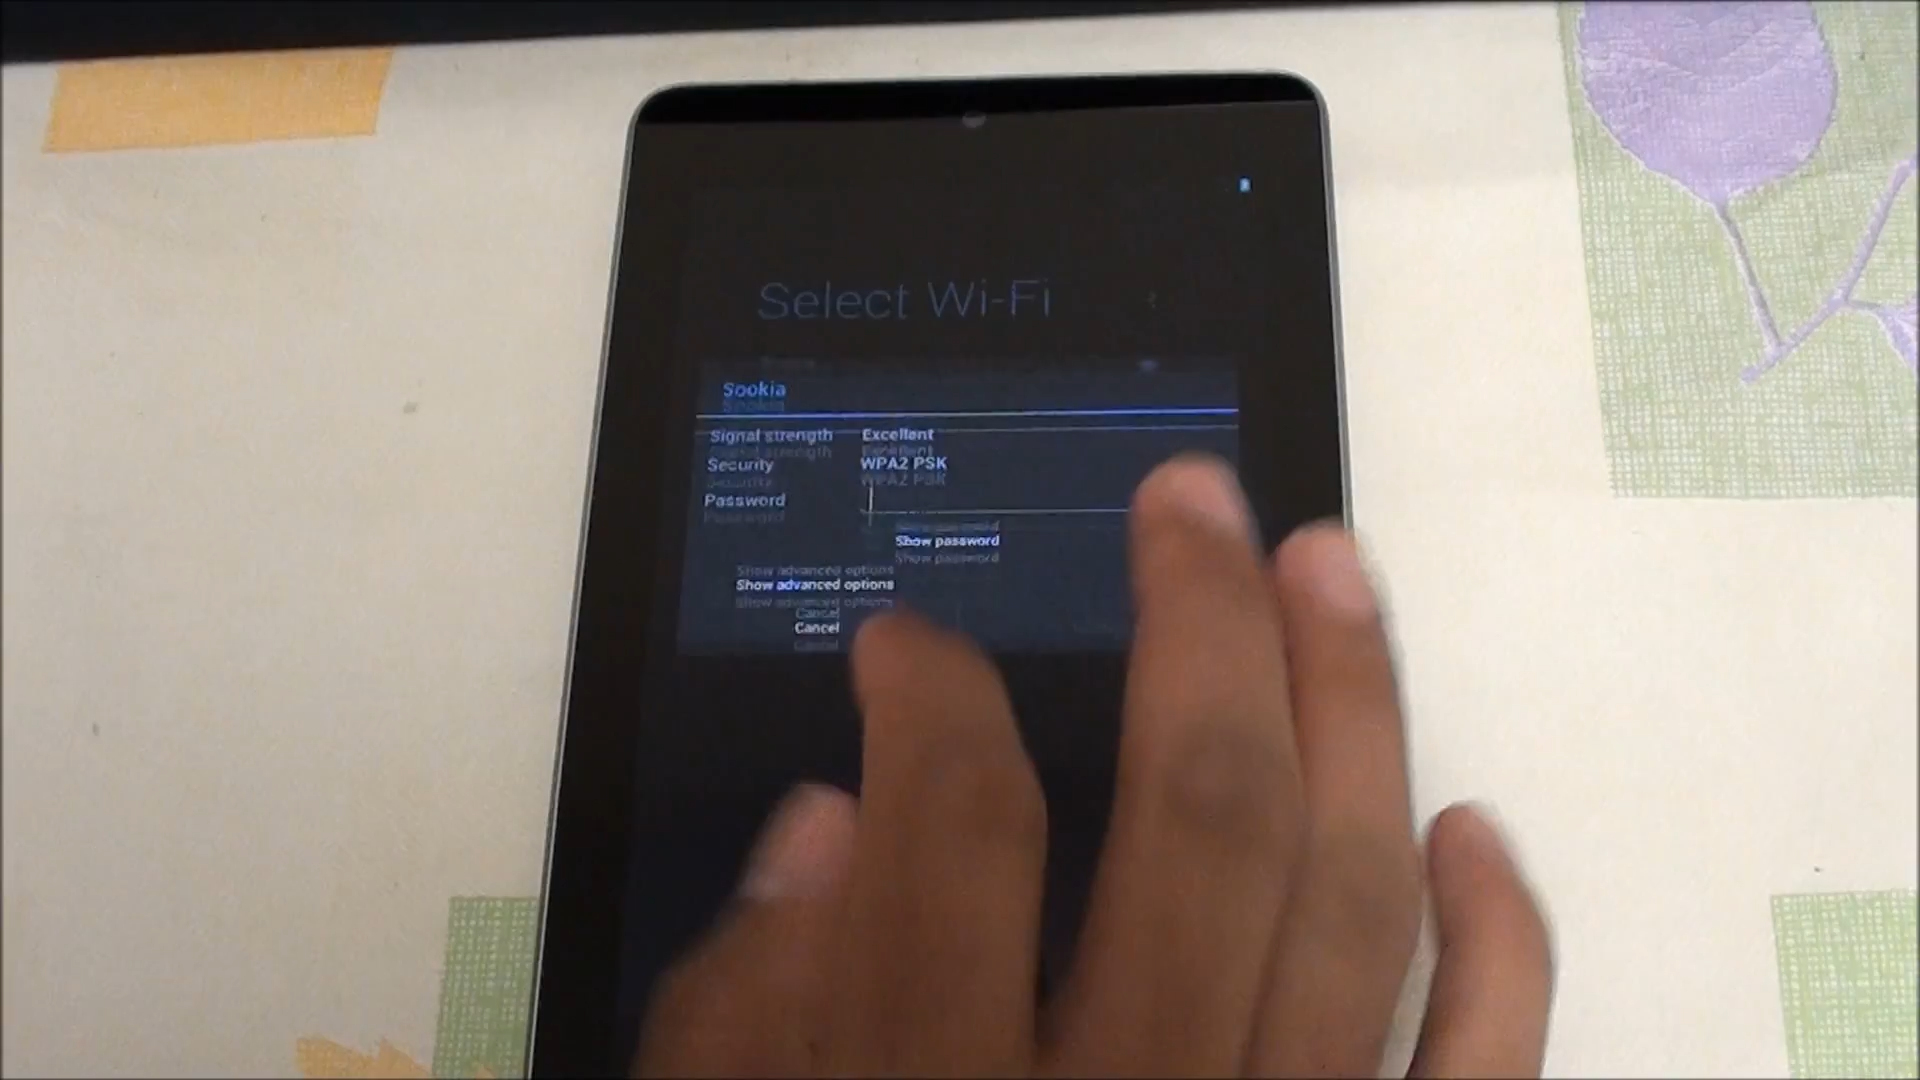 Select Wi-Fi
Sookia
Signal strength Excellent
Security WPA2 PSK
Password
Show password
Show advanced options
Cancel